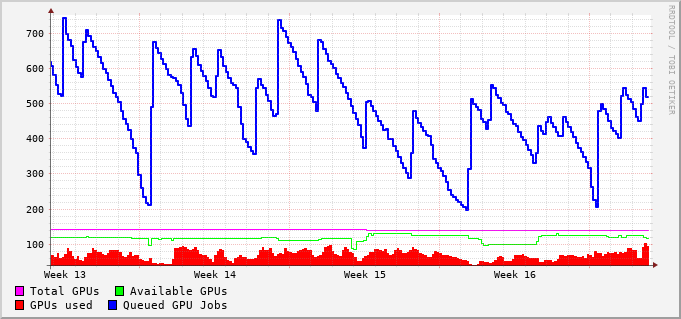 700
600
500
400
300
200
100
Week 13 Week 14 Week 15 Week 16
Total GPUs Available GPUs
GPUs used Queued GPU Jobs
RRDTOOL / TOBI OETIKER